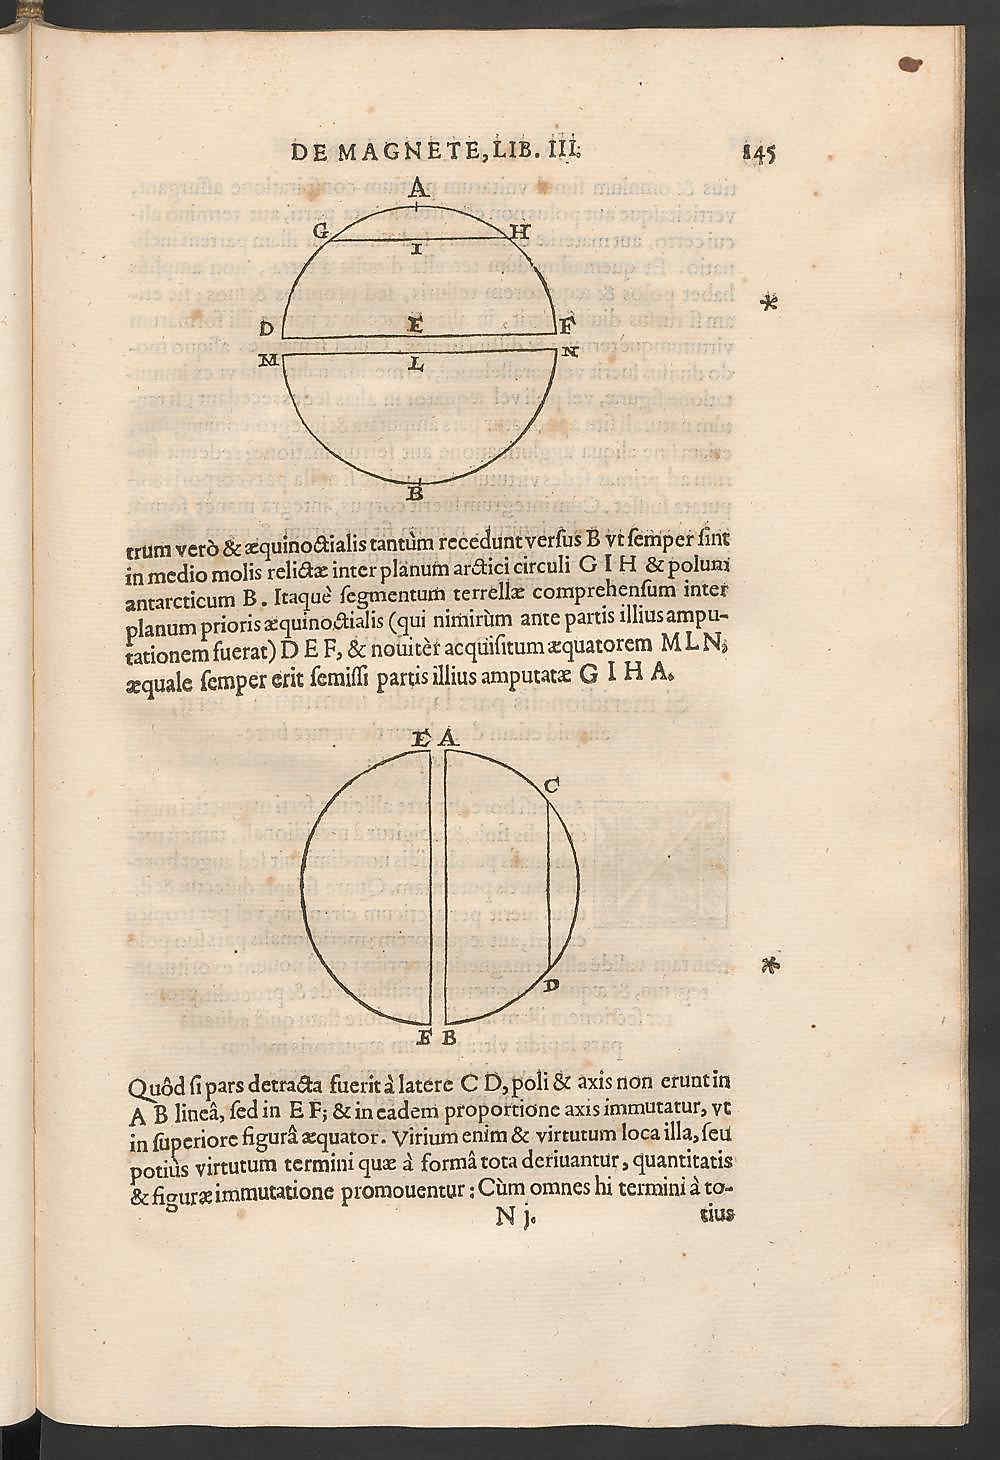 DE MAGNETE, LIB. III.
145
A
G H
I
D E F
M L N
B
*
trum verò & æquinoctialis tantùm recedunt versus B vt semper sint
in medio molis relictæ inter planum arctici circuli G I H & polum
antarcticum B. Itaquè segmentum terrellæ comprehensum inter
planum prioris æquinoctialis (qui nimirùm ante partis illius ampu-
tationem fuerat) D E F, & novitèr acquisitum æquatorem M L N,
æquale semper erit semissi partis illius amputatæ G I H A.
E A
C
D
F B
*
Quôd si pars detracta fuerit à latere C D, poli & axis non erunt in
A B lineâ, sed in E F; & in eadem proportione axis immutatur, vt
in superiore figurâ æquator. Virium enim & virtutum loca illa, seu
potiùs virtutum termini quæ à formâ tota deriuantur, quantitatis
& figuræ immutatione promouentur: Cùm omnes hi termini à to-
N j.
tius